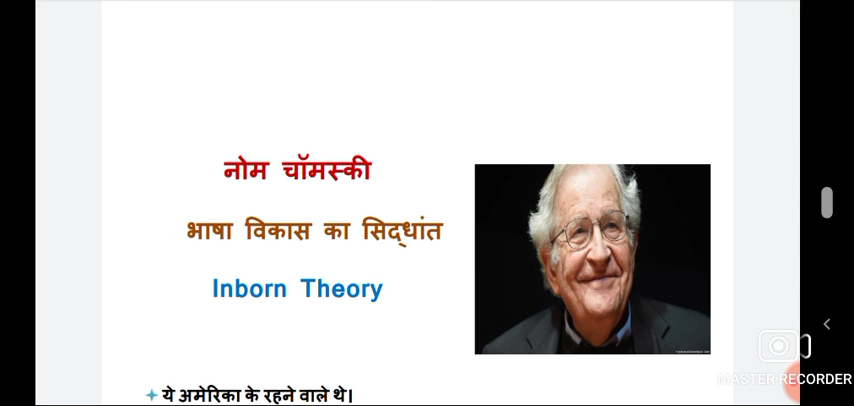 नोम चॉमस्की
भाषा विकास का सिद्धांत
Inborn Theory
ये अमेरिका के रहने वाले थे।
MASTER RECORDER